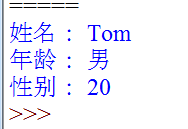 =====
姓名： Tom
年龄： 男
性别： 20
>>>